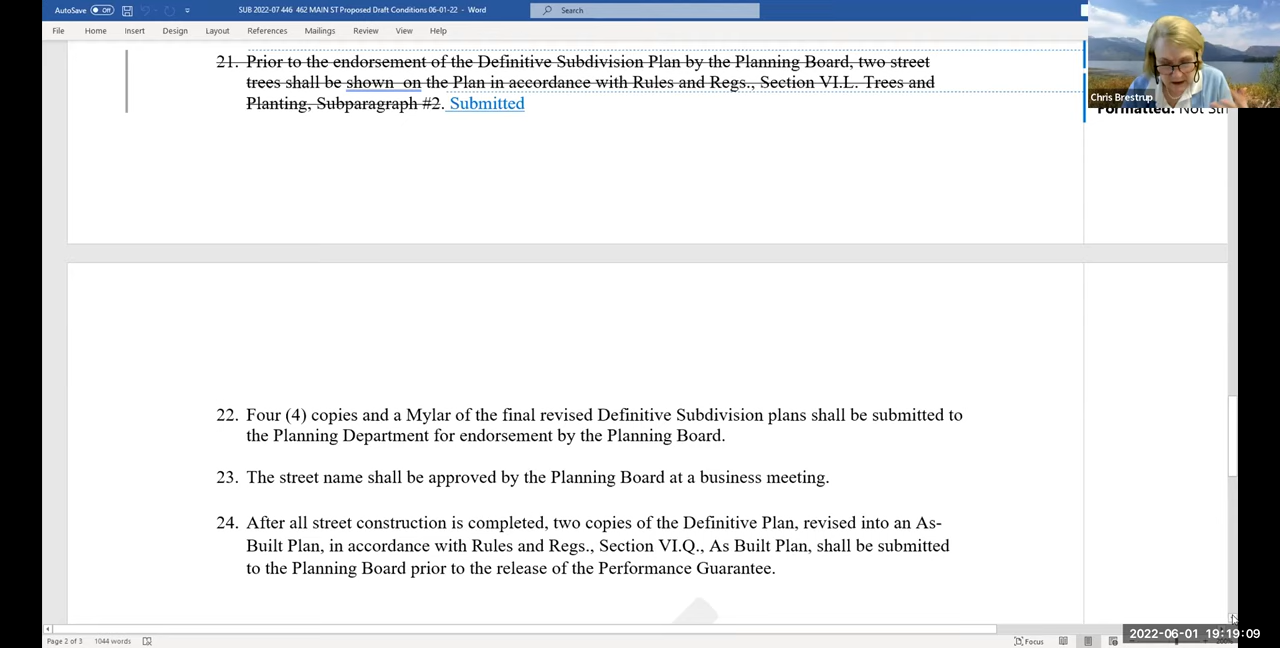 AutoSave Off SUB 2022-07 446 462 MAIN ST Proposed Draft Conditions 06-01-22 - Word Search
File Home Insert Design Layout References Mailings Review View Help
21. Prior to the endorsement of the Definitive Subdivision Plan by the Planning Board, two street
trees shall be shown on the Plan in accordance with Rules and Regs., Section VI.L. Trees and
Planting, Subparagraph #2. Submitted
Chris Brestrup
Formatted: Not Str
22. Four (4) copies and a Mylar of the final revised Definitive Subdivision plans shall be submitted to
the Planning Department for endorsement by the Planning Board.
23. The street name shall be approved by the Planning Board at a business meeting.
24. After all street construction is completed, two copies of the Definitive Plan, revised into an As-
Built Plan, in accordance with Rules and Regs., Section VI.Q., As Built Plan, shall be submitted
to the Planning Board prior to the release of the Performance Guarantee.
Page 2 of 3 1044 words Focus
2022-06-01 19:19:09